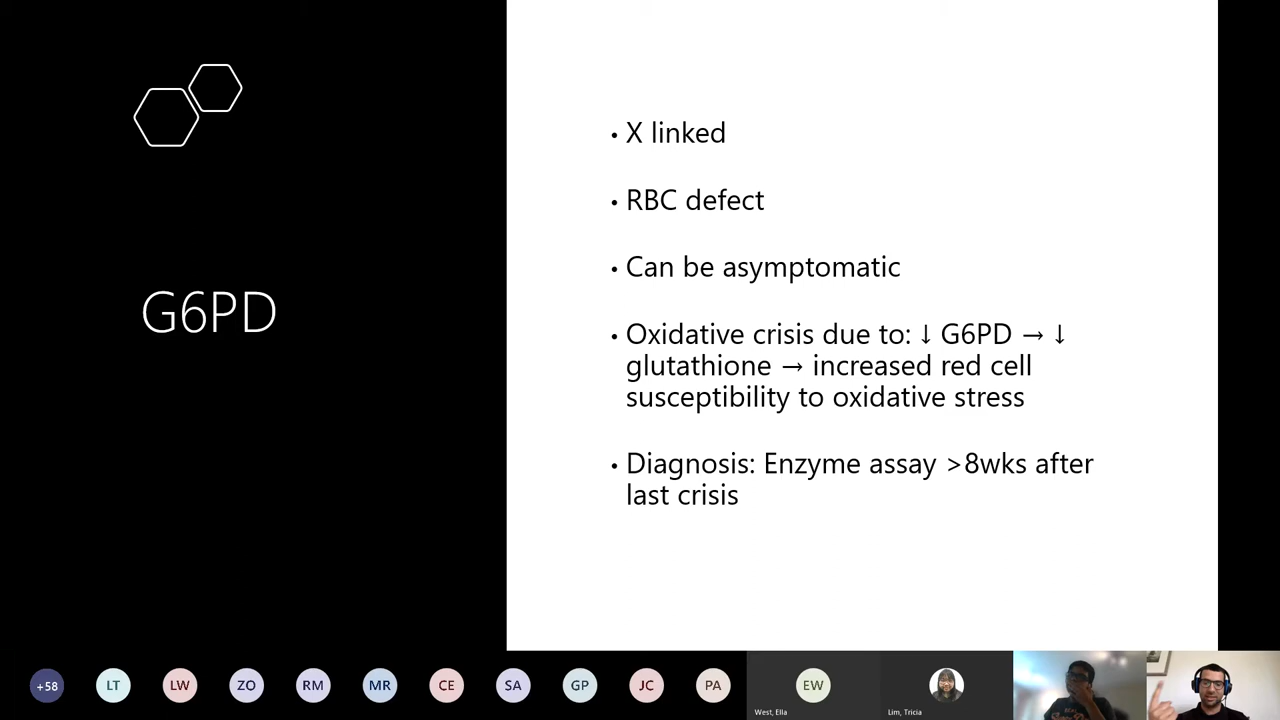 G6PD
• X linked
• RBC defect
• Can be asymptomatic
• Oxidative crisis due to: ↓ G6PD → ↓
glutathione → increased red cell
susceptibility to oxidative stress
• Diagnosis: Enzyme assay >8wks after
last crisis
+58
LT
LW
ZO
RM
MR
CE
SA
GP
JC
PA
EW
West, Ella
Lim, Tricia